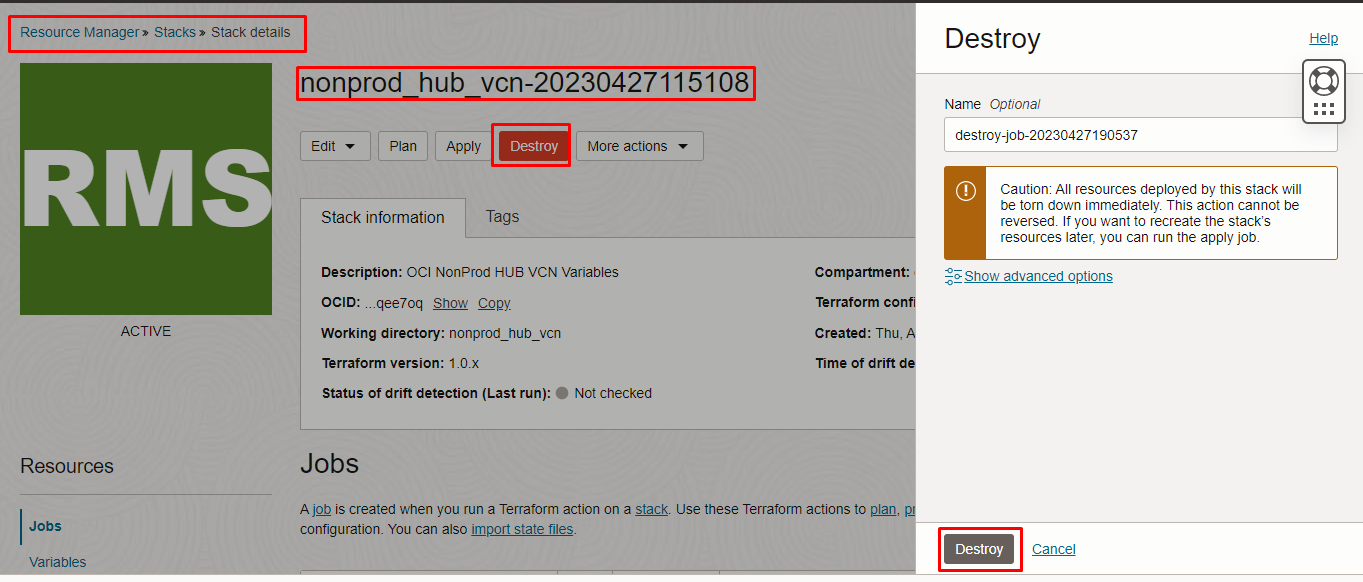 Resource Manager » Stacks » Stack details
RMS
ACTIVE
nonprod_hub_vcn-20230427115108
Edit Plan Apply Destroy More actions
Stack information Tags
Description: OCI NonProd HUB VCN Variables
OCID: ...qee7oq Show Copy
Working directory: nonprod_hub_vcn
Terraform version: 1.0.x
Status of drift detection (Last run): Not checked
Compartment:
Terraform confi
Created: Thu, A
Time of drift de
Resources
Jobs
Variables
Jobs
A job is created when you run a Terraform action on a stack. Use these Terraform actions to plan, pr
configuration. You can also import state files.
Destroy
Help
Name Optional
destroy-job-20230427190537
Caution: All resources deployed by this stack will
be torn down immediately. This action cannot be
reversed. If you want to recreate the stack's
resources later, you can run the apply job.
Show advanced options
Destroy Cancel